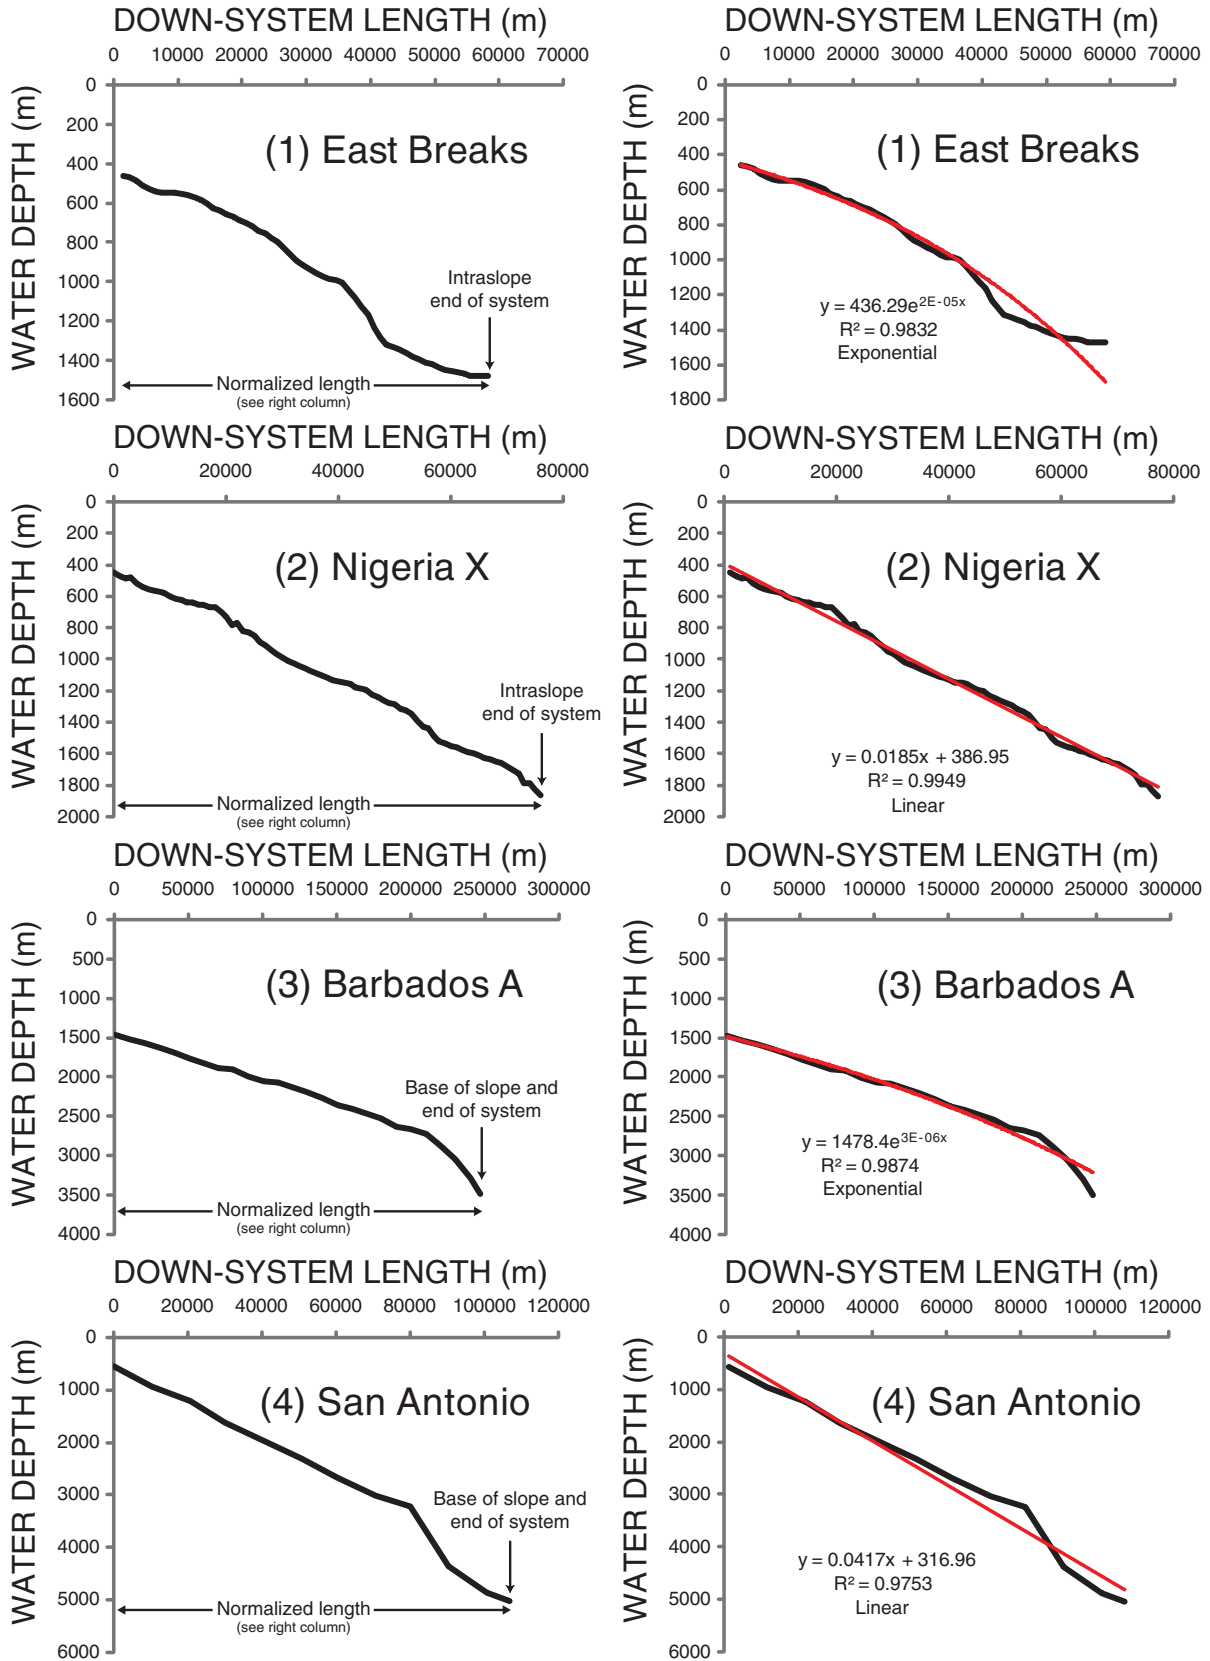 DOWN-SYSTEM LENGTH (m)
0 10000 20000 30000 40000 50000 60000 70000
WATER DEPTH (m)
0
200
400
600
800
1000
1200
1400
1600
(1) East Breaks
Intraslope
end of system
Normalized length
(see right column)
DOWN-SYSTEM LENGTH (m)
0 10000 20000 30000 40000 50000 60000 70000
WATER DEPTH (m)
0
200
400
600
800
1000
1200
1400
1600
1800
(1) East Breaks
y = 436.29e^2E-05x
R² = 0.9832
Exponential
DOWN-SYSTEM LENGTH (m)
0 20000 40000 60000 80000
WATER DEPTH (m)
0
200
400
600
800
1000
1200
1400
1600
1800
2000
(2) Nigeria X
Intraslope
end of system
Normalized length
(see right column)
DOWN-SYSTEM LENGTH (m)
0 20000 40000 60000 80000
WATER DEPTH (m)
0
200
400
600
800
1000
1200
1400
1600
1800
2000
(2) Nigeria X
y = 0.0185x + 386.95
R² = 0.9949
Linear
DOWN-SYSTEM LENGTH (m)
0 50000 100000 150000 200000 250000 300000
WATER DEPTH (m)
0
500
1000
1500
2000
2500
3000
3500
4000
(3) Barbados A
Base of slope and
end of system
Normalized length
(see right column)
DOWN-SYSTEM LENGTH (m)
0 50000 100000 150000 200000 250000 300000
WATER DEPTH (m)
0
500
1000
1500
2000
2500
3000
3500
4000
(3) Barbados A
y = 1478.4e^3E-06x
R² = 0.9874
Exponential
DOWN-SYSTEM LENGTH (m)
0 20000 40000 60000 80000 100000 120000
WATER DEPTH (m)
0
1000
2000
3000
4000
5000
6000
(4) San Antonio
Base of slope and
end of system
Normalized length
(see right column)
DOWN-SYSTEM LENGTH (m)
0 20000 40000 60000 80000 100000 120000
WATER DEPTH (m)
0
1000
2000
3000
4000
5000
6000
(4) San Antonio
y = 0.0417x + 316.96
R² = 0.9753
Linear